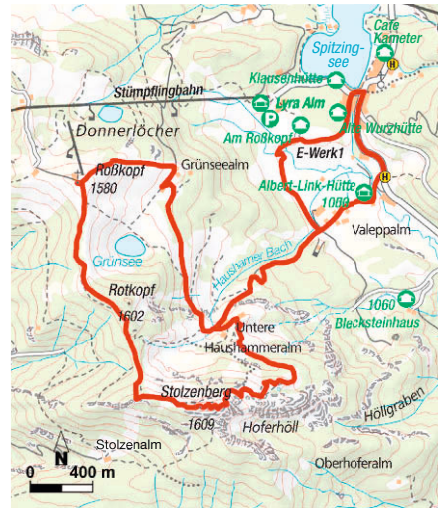 Spitzing-
see
Cafe
Kameter
H
Klausenhütte
Stümpflingbahn
Lyra Alm
P
Donnerlöcher
Am Roßkopf
Alte Wurzhütte
E-Werk1
Roßkopf
1580
Grünseealm
H
Albert-Link-Hütte
1060
Valeppalm
Haushamer Bach
Grünsee
Rotkopf
1602
1060
Blecksteinhaus
Untere
Haushammeralm
Stolzenberg
1609
Hoferhöll
Höllgraben
Stolzenalm
Oberhoferalm
N
0 400 m